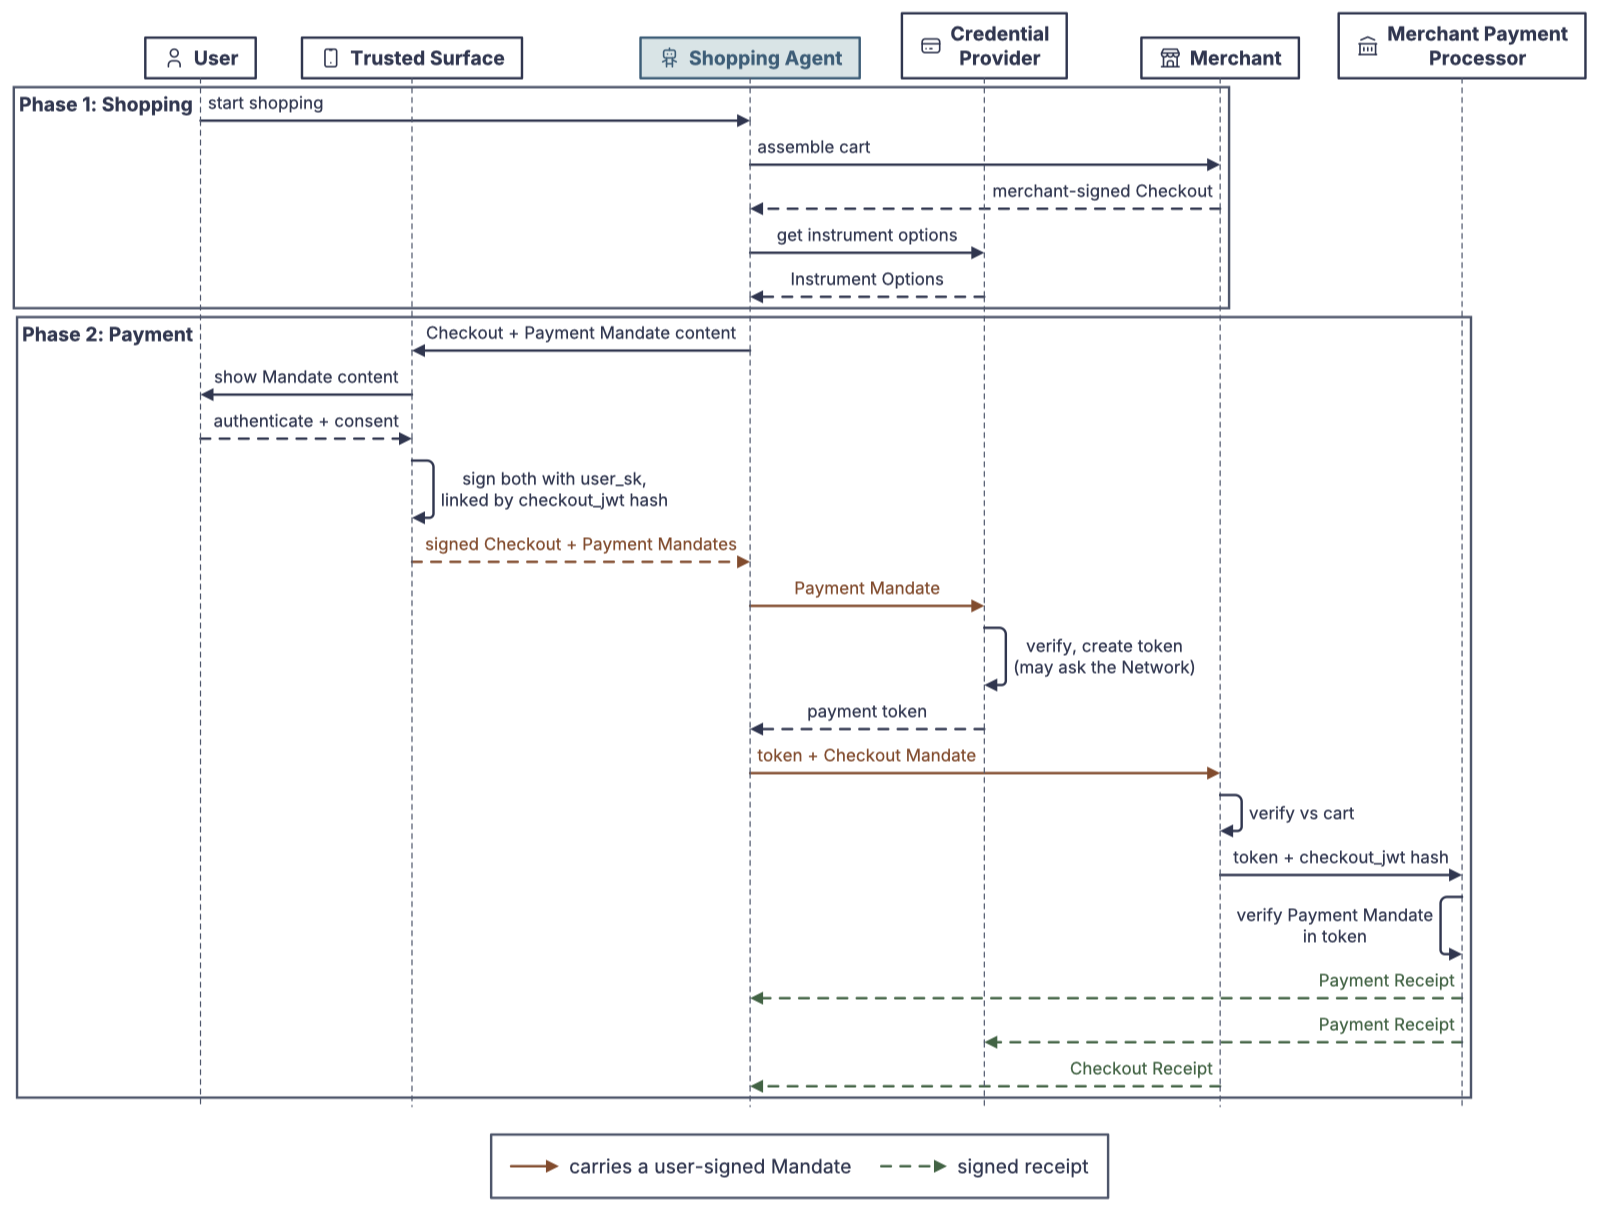 User
Trusted Surface
Shopping Agent
Credential
Provider
Merchant
Merchant Payment
Processor
Phase 1: Shopping
start shopping
assemble cart
merchant-signed Checkout
get instrument options
Instrument Options
Phase 2: Payment
Checkout + Payment Mandate content
show Mandate content
authenticate + consent
sign both with user_sk,
linked by checkout_jwt hash
signed Checkout + Payment Mandates
Payment Mandate
verify, create token
(may ask the Network)
payment token
token + Checkout Mandate
verify vs cart
token + checkout_jwt hash
verify Payment Mandate
in token
Payment Receipt
Payment Receipt
Checkout Receipt
carries a user-signed Mandate
signed receipt